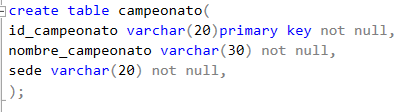 create table campeonato(
id_campeonato varchar(20)primary key not null,
nombre_campeonato varchar(30) not null,
sede varchar(20) not null,
);